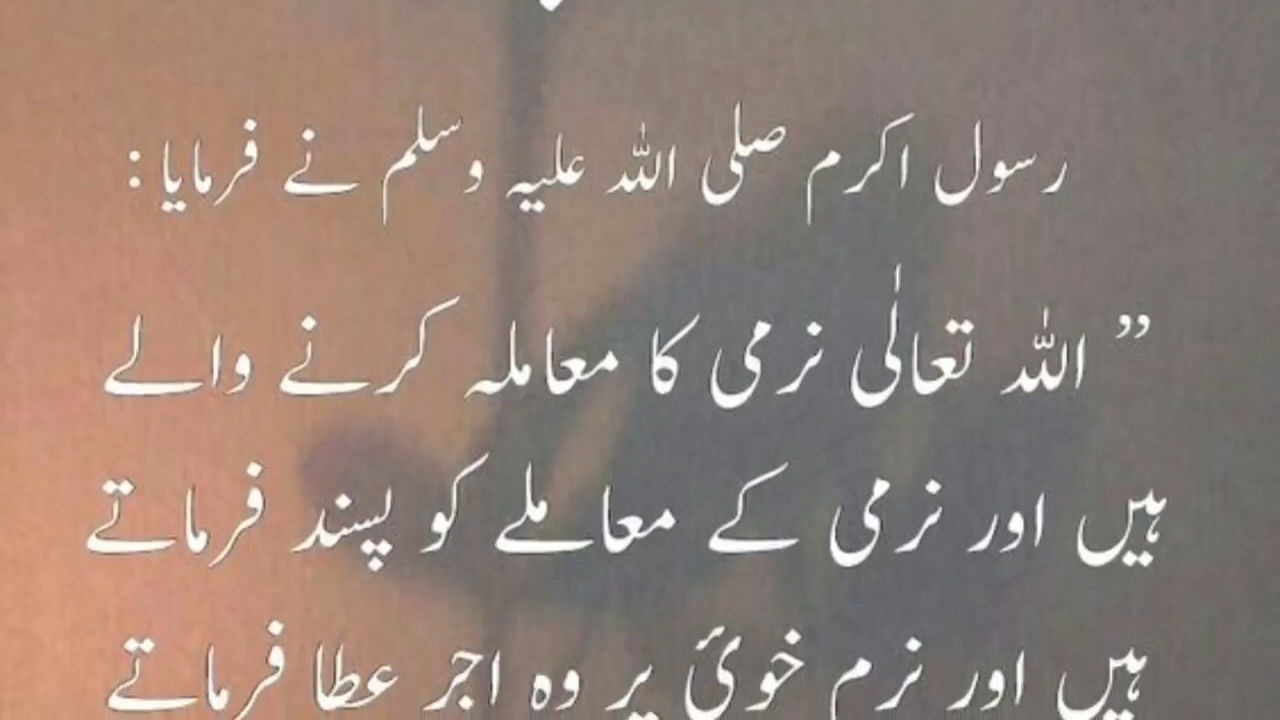 رسول اکرم صلی اللہ علیہ وسلم نے فرمایا :
” اللہ تعالٰی نرمی کا معاملہ کرنے والے
ہیں اور نرمی کے معاملے کو پسند فرماتے
ہیں اور نرم خوئ پر وہ اجر عطا فرماتے